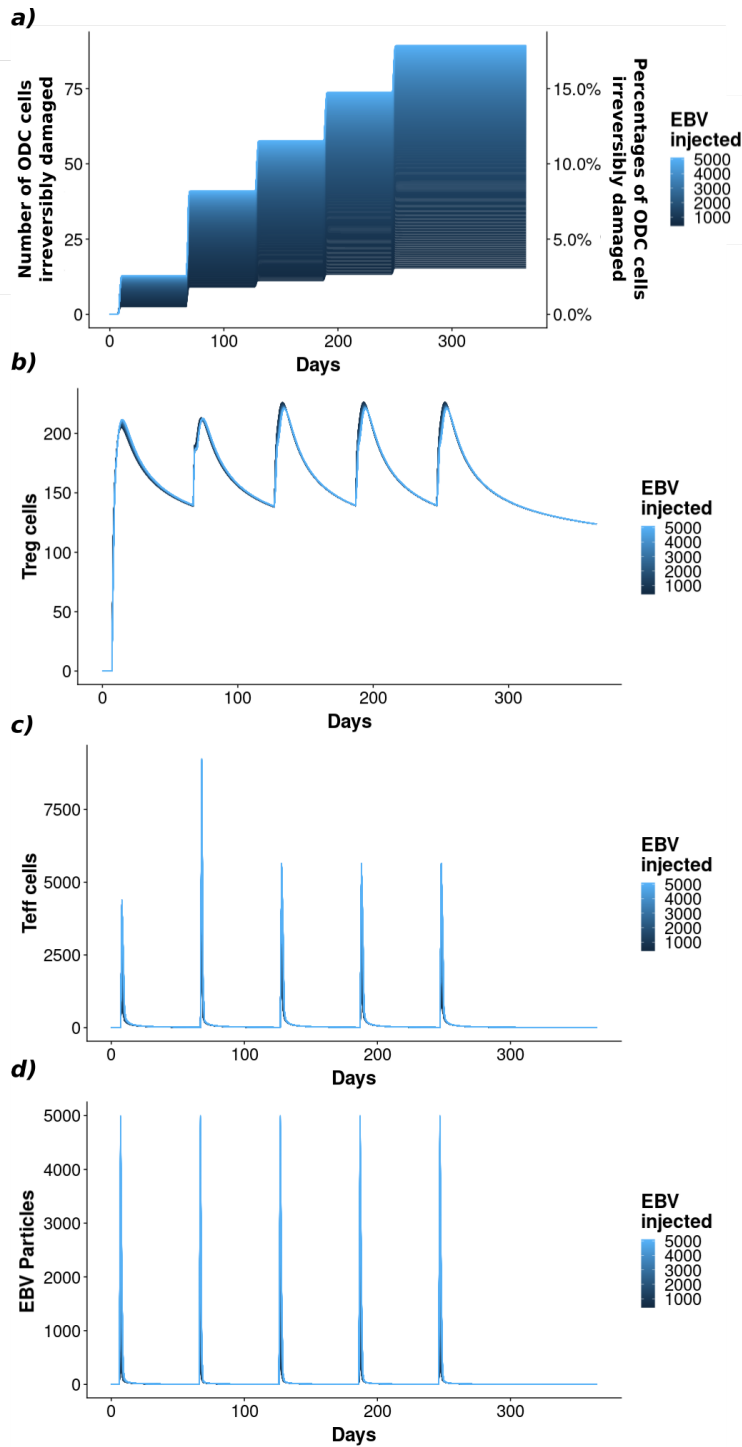 a)
Number of ODC cells
irreversibly damaged
75
50
25
0
15.0%
10.0%
5.0%
0.0%
Percentages of ODC cells
irreversibly damaged
0
100
200
300
Days
EBV
injected
5000
4000
3000
2000
1000
b)
Treg cells
200
150
100
50
0
0
100
200
300
Days
EBV
injected
5000
4000
3000
2000
1000
c)
Teff cells
7500
5000
2500
0
0
100
200
300
Days
EBV
injected
5000
4000
3000
2000
1000
d)
EBV Particles
5000
4000
3000
2000
1000
0
0
100
200
300
Days
EBV
injected
5000
4000
3000
2000
1000